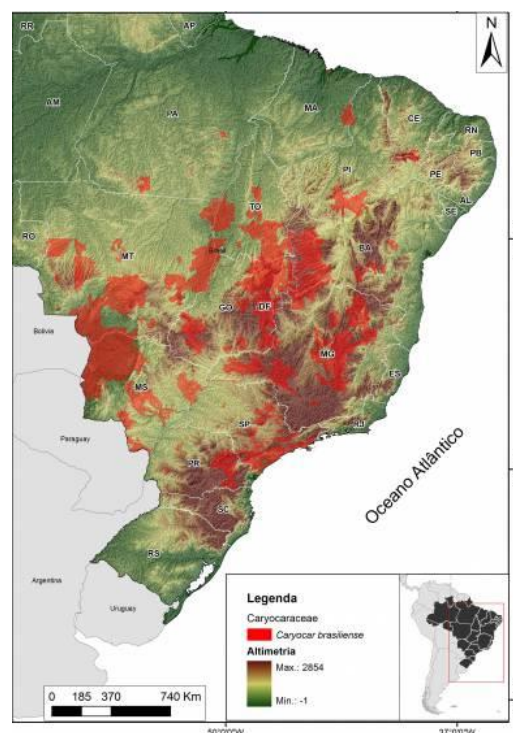 RR
AP
N
AM
PA
MA
CE
RN
PB
PI
PE
AL
SE
TO
RO
MT
BA
GO
DF
Bolivia
MG
MS
ES
SP
RJ
Paraguay
PR
Oceano Atlântico
SC
RS
Argentina
Uruguay
Legenda
Caryocaraceae
Caryocar brasiliense
Altimetria
Max.: 2854
Min.: -1
0 185 370 740 Km